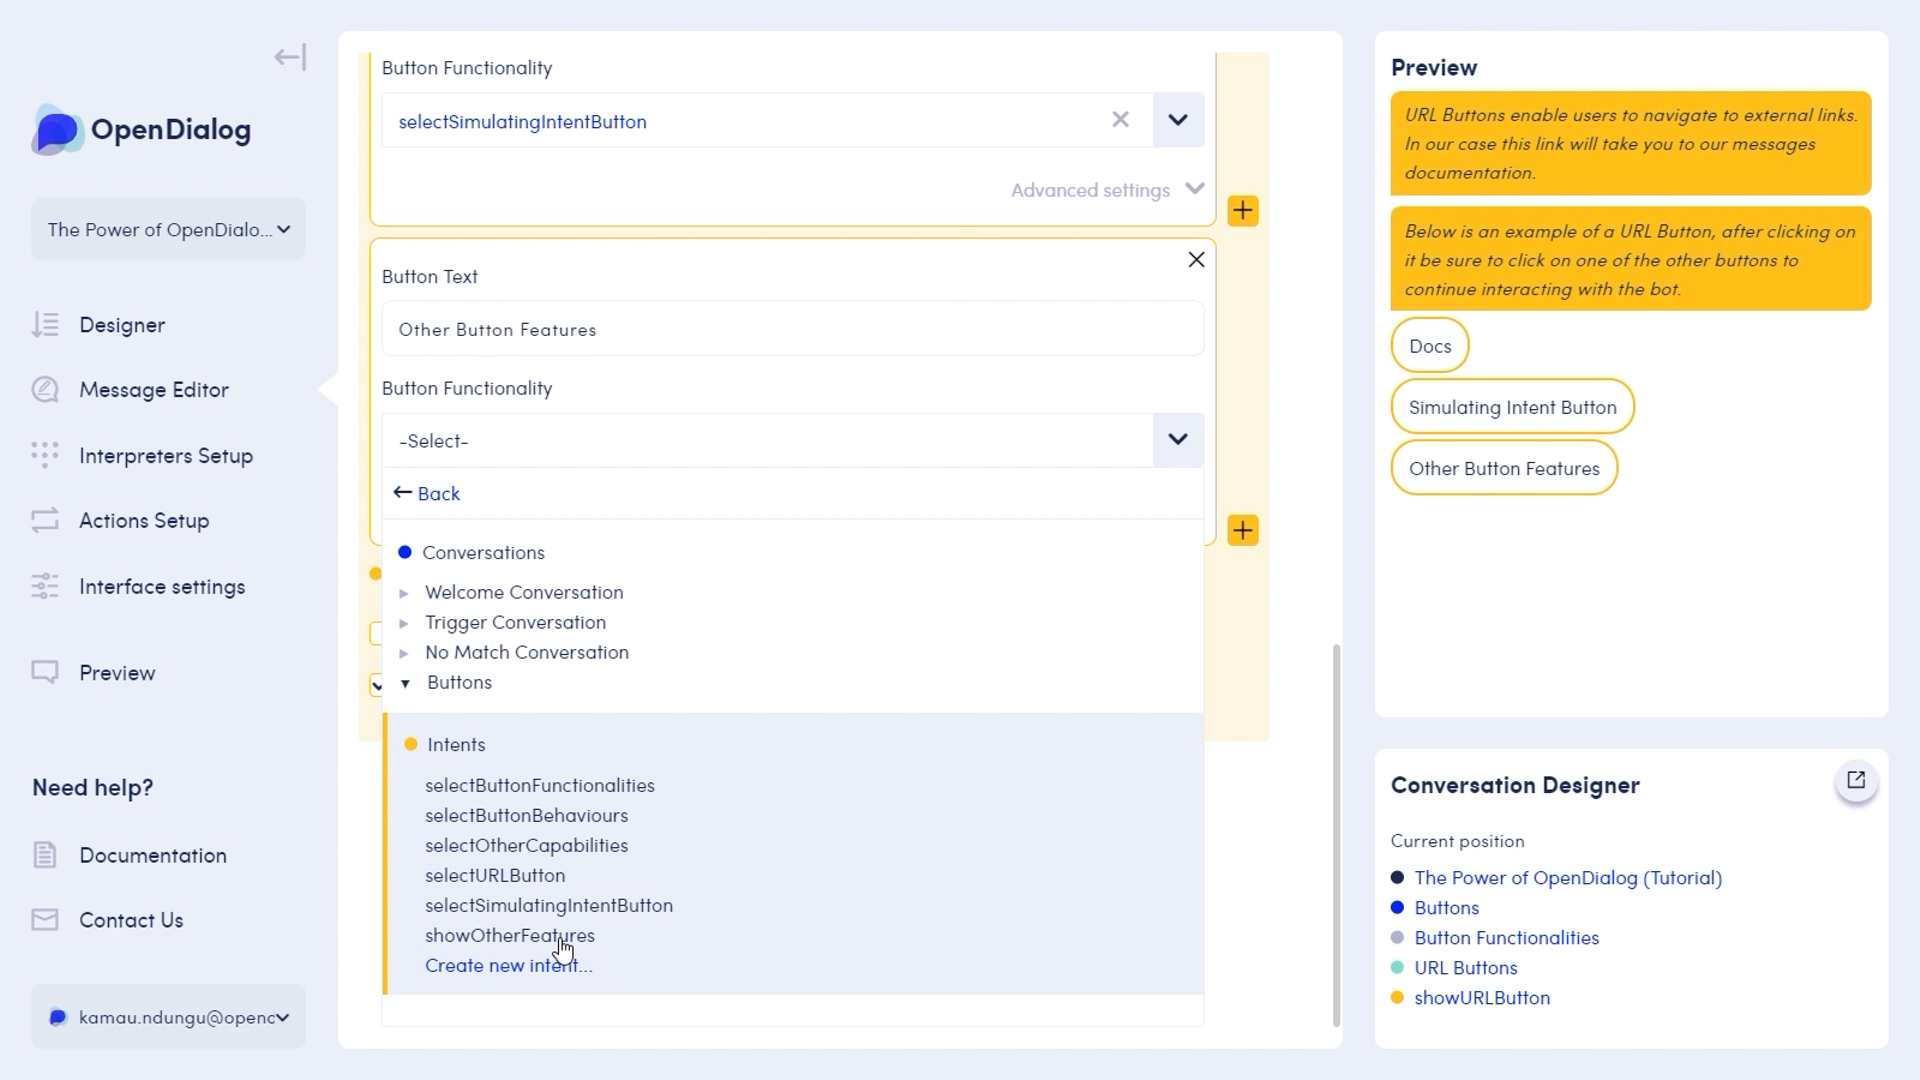 OpenDialog
The Power of OpenDialo...
Designer
Message Editor
Interpreters Setup
Actions Setup
Interface settings
Preview
Need help?
Documentation
Contact Us
kamau.ndungu@openc
Button Functionality
selectSimulatingIntentButton
Advanced settings
Button Text
Other Button Features
Button Functionality
-Select-
Back
Conversations
Welcome Conversation
Trigger Conversation
No Match Conversation
Buttons
Intents
selectButtonFunctionalities
selectButtonBehaviours
selectOtherCapabilities
selectURLButton
selectSimulatingIntentButton
showOtherFeatures
Create new intent...
Preview
URL Buttons enable users to navigate to external links.
In our case this link will take you to our messages
documentation.
Below is an example of a URL Button, after clicking on
it be sure to click on one of the other buttons to
continue interacting with the bot.
Docs
Simulating Intent Button
Other Button Features
Conversation Designer
Current position
The Power of OpenDialog (Tutorial)
Buttons
Button Functionalities
URL Buttons
showURLButton